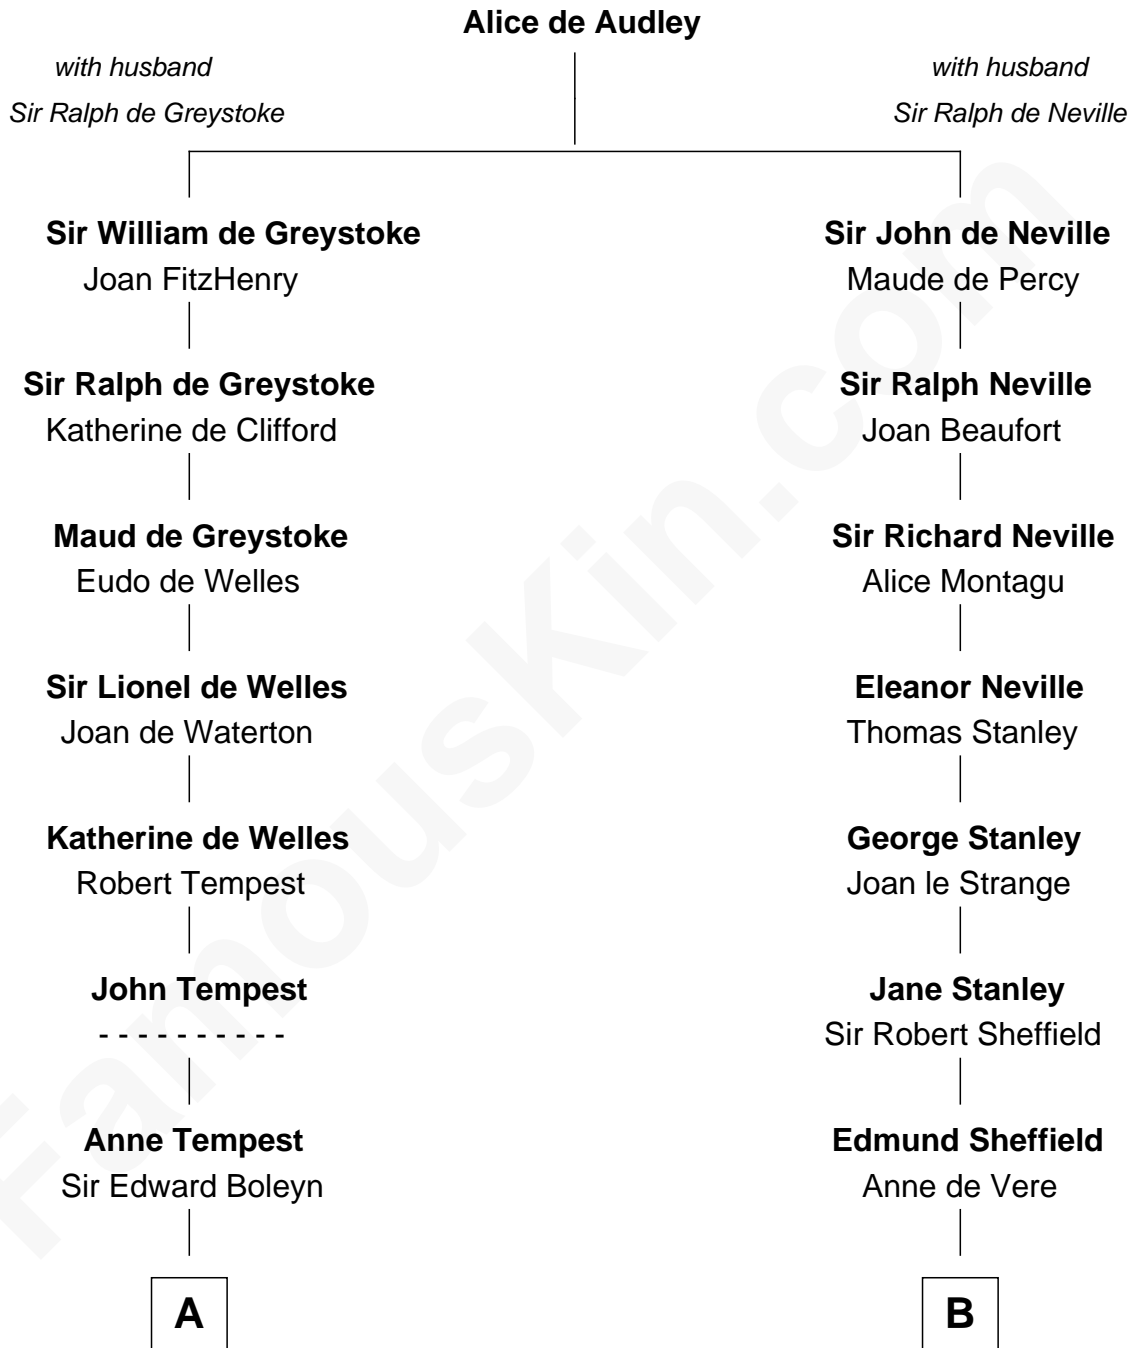 Alice de Audley
with husband
Sir Ralph de Greystoke
with husband
Sir Ralph de Neville
Sir William de Greystoke
Joan FitzHenry
Sir Ralph de Greystoke
Katherine de Clifford
Maud de Greystoke
Eudo de Welles
Sir Lionel de Welles
Joan de Waterton
Katherine de Welles
Robert Tempest
John Tempest
- - - - - - - - - -
Anne Tempest
Sir Edward Boleyn
A
Sir John de Neville
Maude de Percy
Sir Ralph Neville
Joan Beaufort
Sir Richard Neville
Alice Montagu
Eleanor Neville
Thomas Stanley
George Stanley
Joan le Strange
Jane Stanley
Sir Robert Sheffield
Edmund Sheffield
Anne de Vere
B
FamousKin.com